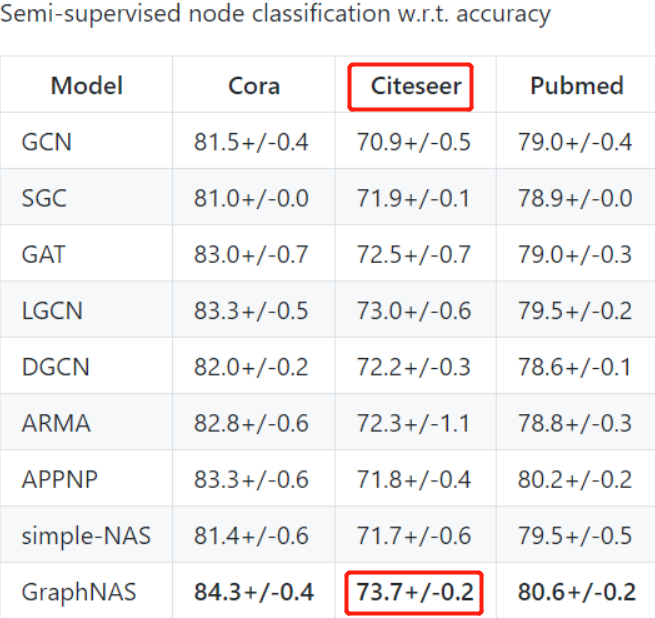 Semi-supervised node classification w.r.t. accuracy
Model Cora Citeseer Pubmed
GCN 81.5+/-0.4 70.9+/-0.5 79.0+/-0.4
SGC 81.0+/-0.0 71.9+/-0.1 78.9+/-0.0
GAT 83.0+/-0.7 72.5+/-0.7 79.0+/-0.3
LGCN 83.3+/-0.5 73.0+/-0.6 79.5+/-0.2
DGCN 82.0+/-0.2 72.2+/-0.3 78.6+/-0.1
ARMA 82.8+/-0.6 72.3+/-1.1 78.8+/-0.3
APPNP 83.3+/-0.6 71.8+/-0.4 80.2+/-0.2
simple-NAS 81.4+/-0.6 71.7+/-0.6 79.5+/-0.5
GraphNAS 84.3+/-0.4 73.7+/-0.2 80.6+/-0.2